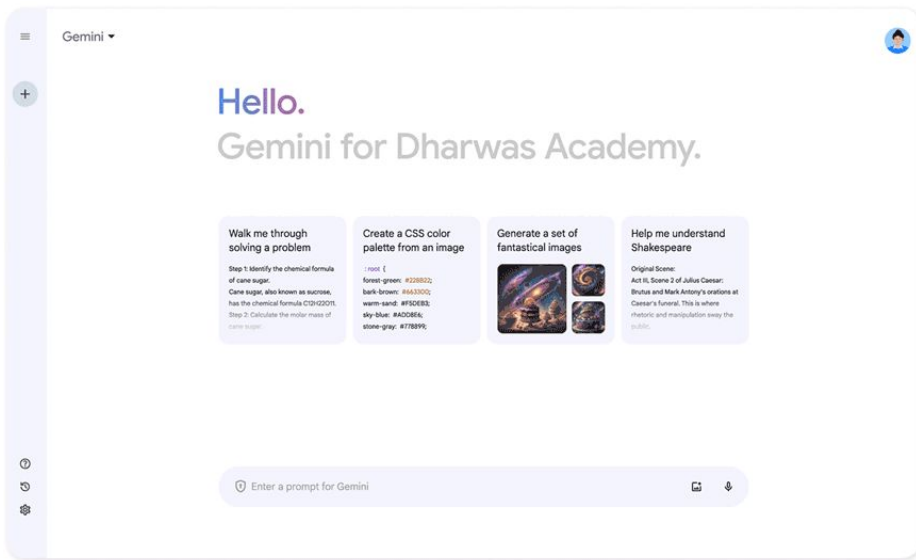 Gemini
Hello.
Gemini for Dharwas Academy.
Walk me through
solving a problem
Step 1: Identify the chemical formula
of cane sugar.
Cane sugar, also known as sucrose,
has the chemical formula C12H22O11.
Step 2: Calculate the molar mass of
cane sugar.
Create a CSS color
palette from an image
:root {
forest-green: #228B22;
bark-brown: #663300;
warm-sand: #F5DEB3;
sky-blue: #ADD8E6;
stone-gray: #778899;
Generate a set of
fantastical images
Help me understand
Shakespeare
Original Scene:
Act III, Scene 2 of Julius Caesar:
Brutus and Mark Antony's orations at
Caesar's funeral. This is where
rhetoric and manipulation sway the
public.
Enter a prompt for Gemini